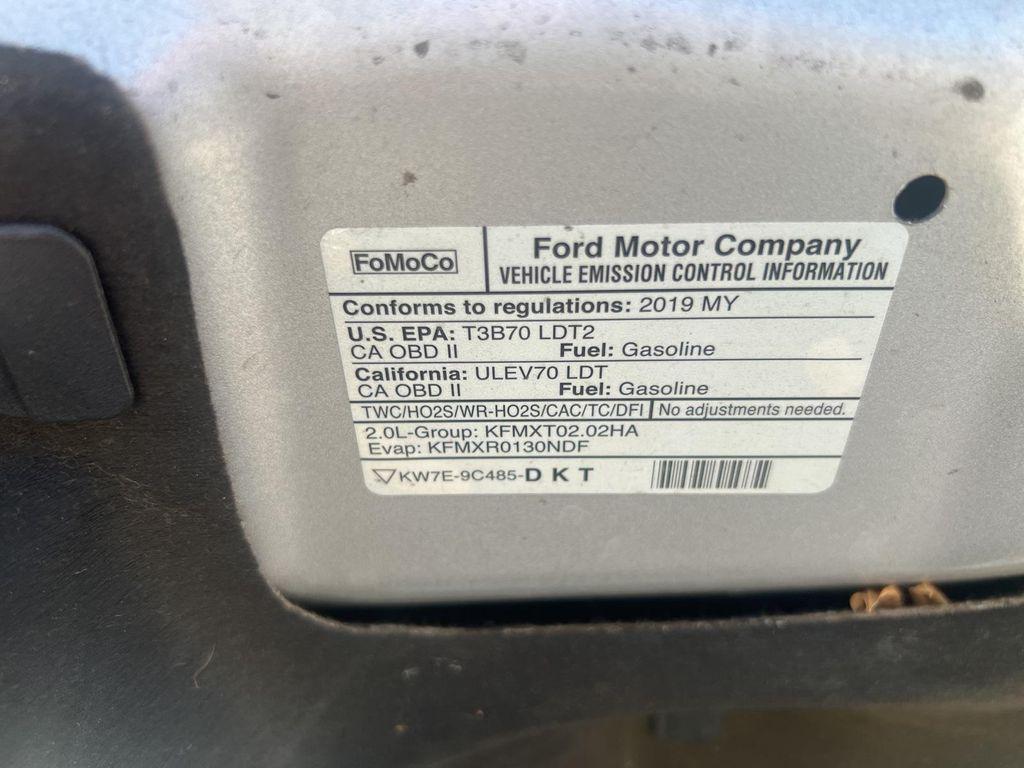 FoMoCo
Ford Motor Company
VEHICLE EMISSION CONTROL INFORMATION
Conforms to regulations: 2019 MY
U.S. EPA: T3B70 LDT2
CA OBD II Fuel: Gasoline
California: ULEV70 LDT
CA OBD II Fuel: Gasoline
TWC/HO2S/WR-HO2S/CAC/TC/DFI No adjustments needed.
2.0L-Group: KFMXT02.02HA
Evap: KFMXR0130NDF
KW7E-9C485-D K T